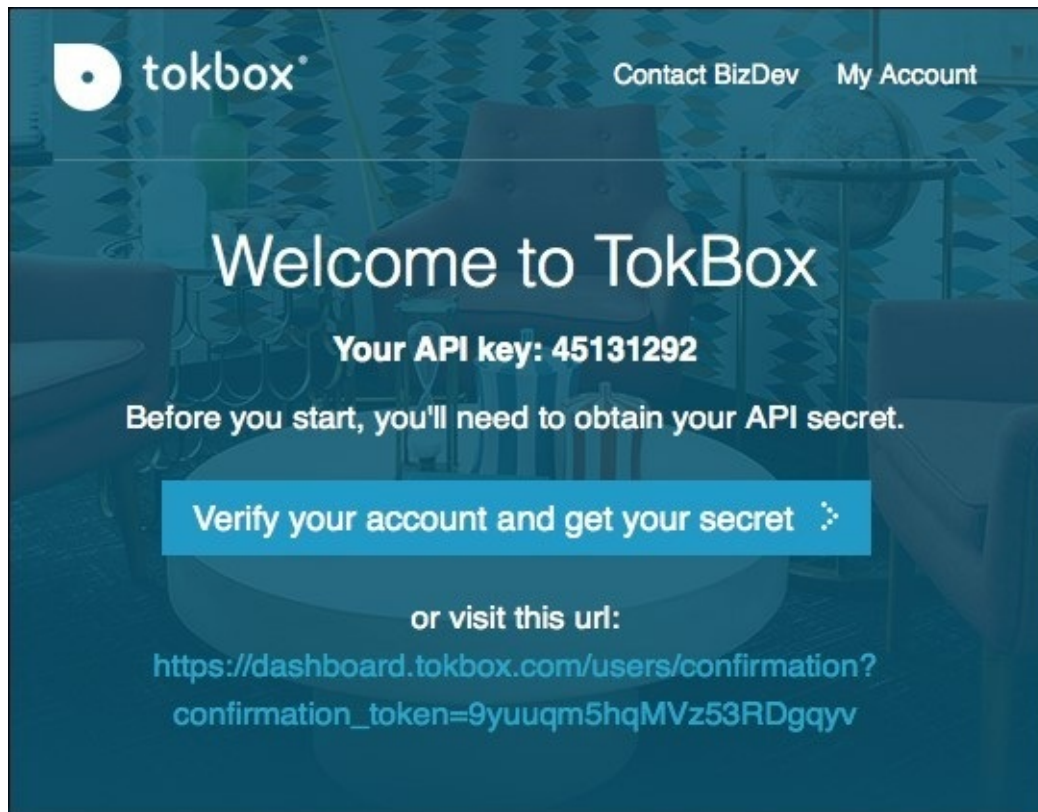 tokbox®
Contact BizDev My Account
Welcome to TokBox
Your API key: 45131292
Before you start, you'll need to obtain your API secret.
Verify your account and get your secret
or visit this url:
https://dashboard.tokbox.com/users/confirmation?
confirmation_token=9yuuqm5hqMVz53RDgqyv